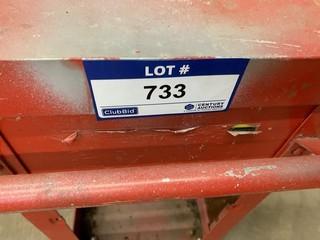 LOT #
733
ClubBid
CENTURY
AUCTIONS